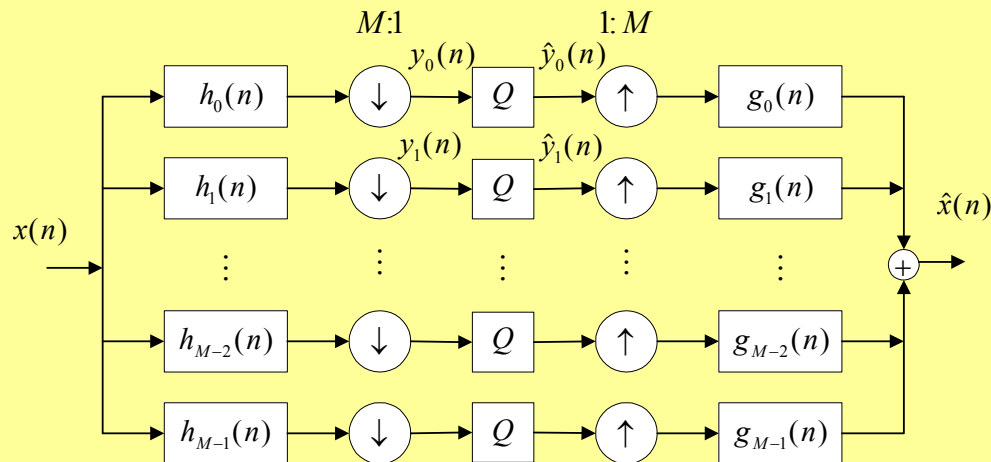 M:1 1:M
y₀(n) ŷ₀(n)
h₀(n) ↓ Q ↑ g₀(n)
y₁(n) ŷ₁(n)
h₁(n) ↓ Q ↑ g₁(n)
x(n) x̂(n)
⋮ ⋮ ⋮ ⋮ ⋮ +
h_{M−2}(n) ↓ Q ↑ g_{M−2}(n)
h_{M−1}(n) ↓ Q ↑ g_{M−1}(n)